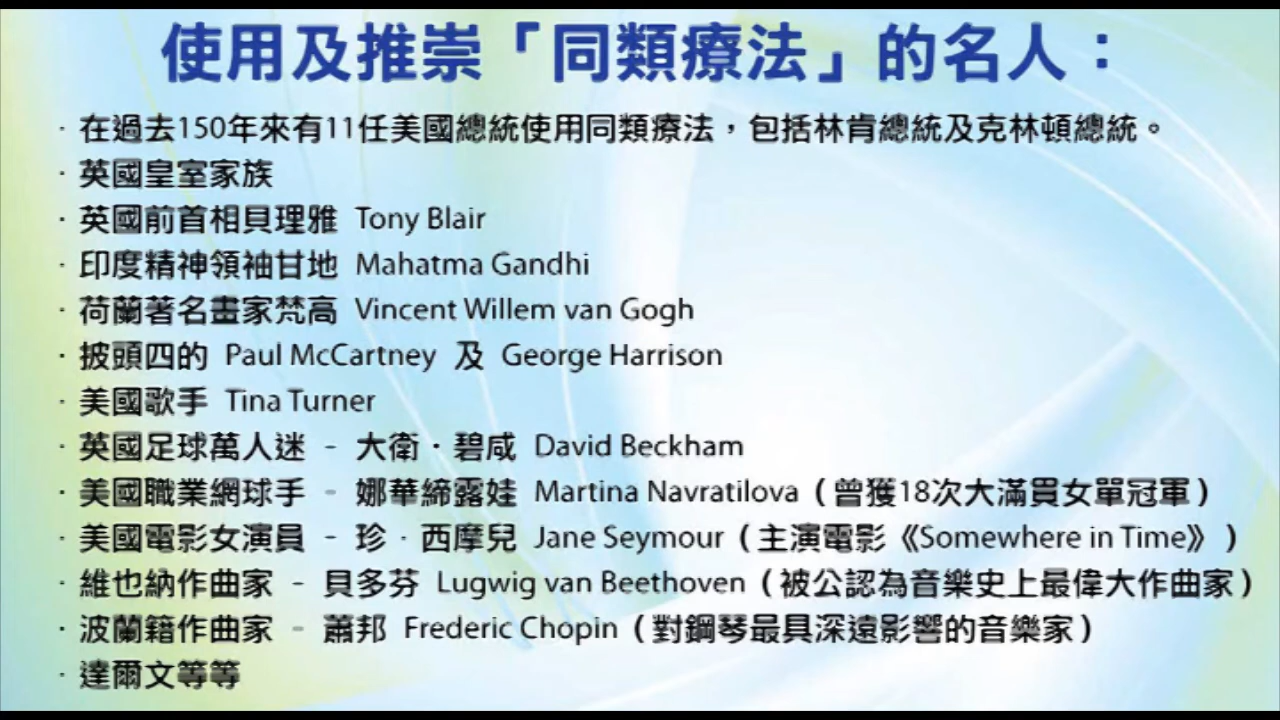 使用及推崇「同類療法」的名人：
· 在過去150年來有11任美國總統使用同類療法，包括林肯總統及克林頓總統。
· 英國皇室家族
· 英國前首相貝理雅 Tony Blair
· 印度精神領袖甘地 Mahatma Gandhi
· 荷蘭著名畫家梵高 Vincent Willem van Gogh
· 披頭四的 Paul McCartney 及 George Harrison
· 美國歌手 Tina Turner
· 英國足球萬人迷 - 大衛·碧咸 David Beckham
· 美國職業網球手 - 娜華締露娃 Martina Navratilova（曾獲18次大滿貫女單冠軍）
· 美國電影女演員 - 珍·西摩兒 Jane Seymour（主演電影《Somewhere in Time》）
· 維也納作曲家 - 貝多芬 Lugwig van Beethoven（被公認為音樂史上最偉大作曲家）
· 波蘭籍作曲家 - 蕭邦 Frederic Chopin（對鋼琴最具深遠影響的音樂家）
· 達爾文等等